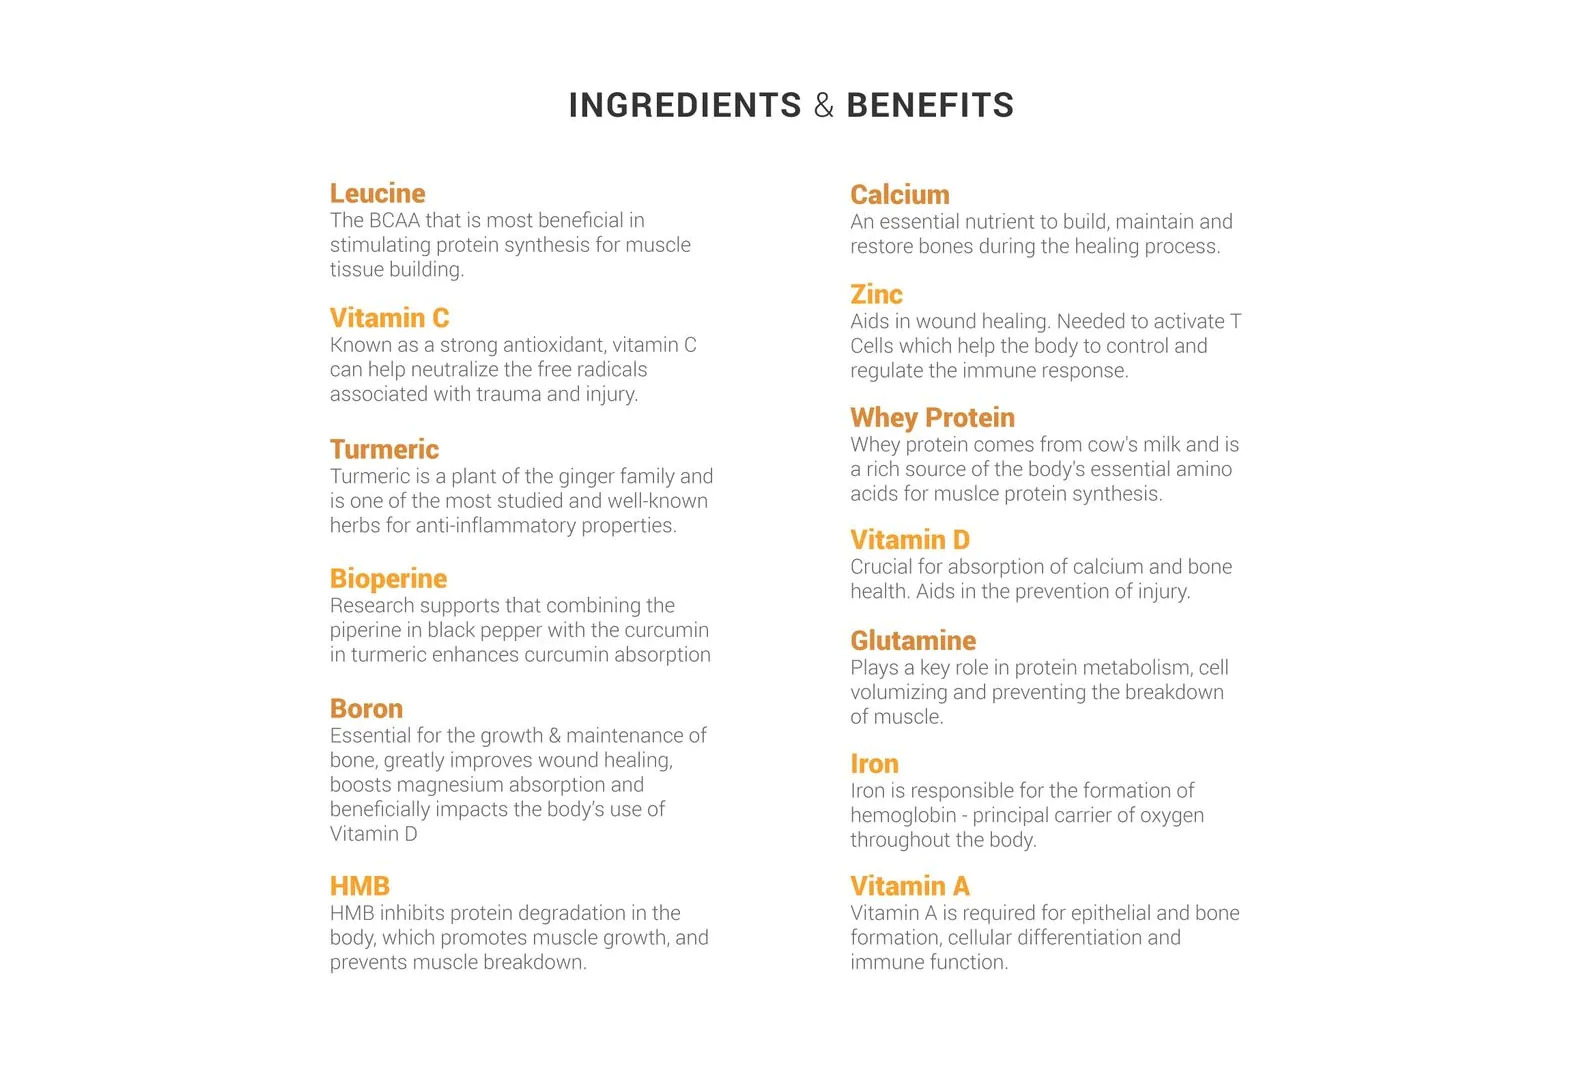 INGREDIENTS & BENEFITS
Leucine
The BCAA that is most beneficial in
stimulating protein synthesis for muscle
tissue building.
Vitamin C
Known as a strong antioxidant, vitamin C
can help neutralize the free radicals
associated with trauma and injury.
Turmeric
Turmeric is a plant of the ginger family and
is one of the most studied and well-known
herbs for anti-inflammatory properties.
Bioperine
Research supports that combining the
piperine in black pepper with the curcumin
in turmeric enhances curcumin absorption
Boron
Essential for the growth & maintenance of
bone, greatly improves wound healing,
boosts magnesium absorption and
beneficially impacts the body’s use of
Vitamin D
HMB
HMB inhibits protein degradation in the
body, which promotes muscle growth, and
prevents muscle breakdown.
Calcium
An essential nutrient to build, maintain and
restore bones during the healing process.
Zinc
Aids in wound healing. Needed to activate T
Cells which help the body to control and
regulate the immune response.
Whey Protein
Whey protein comes from cow's milk and is
a rich source of the body's essential amino
acids for muslce protein synthesis.
Vitamin D
Crucial for absorption of calcium and bone
health. Aids in the prevention of injury.
Glutamine
Plays a key role in protein metabolism, cell
volumizing and preventing the breakdown
of muscle.
Iron
Iron is responsible for the formation of
hemoglobin - principal carrier of oxygen
throughout the body.
Vitamin A
Vitamin A is required for epithelial and bone
formation, cellular differentiation and
immune function.